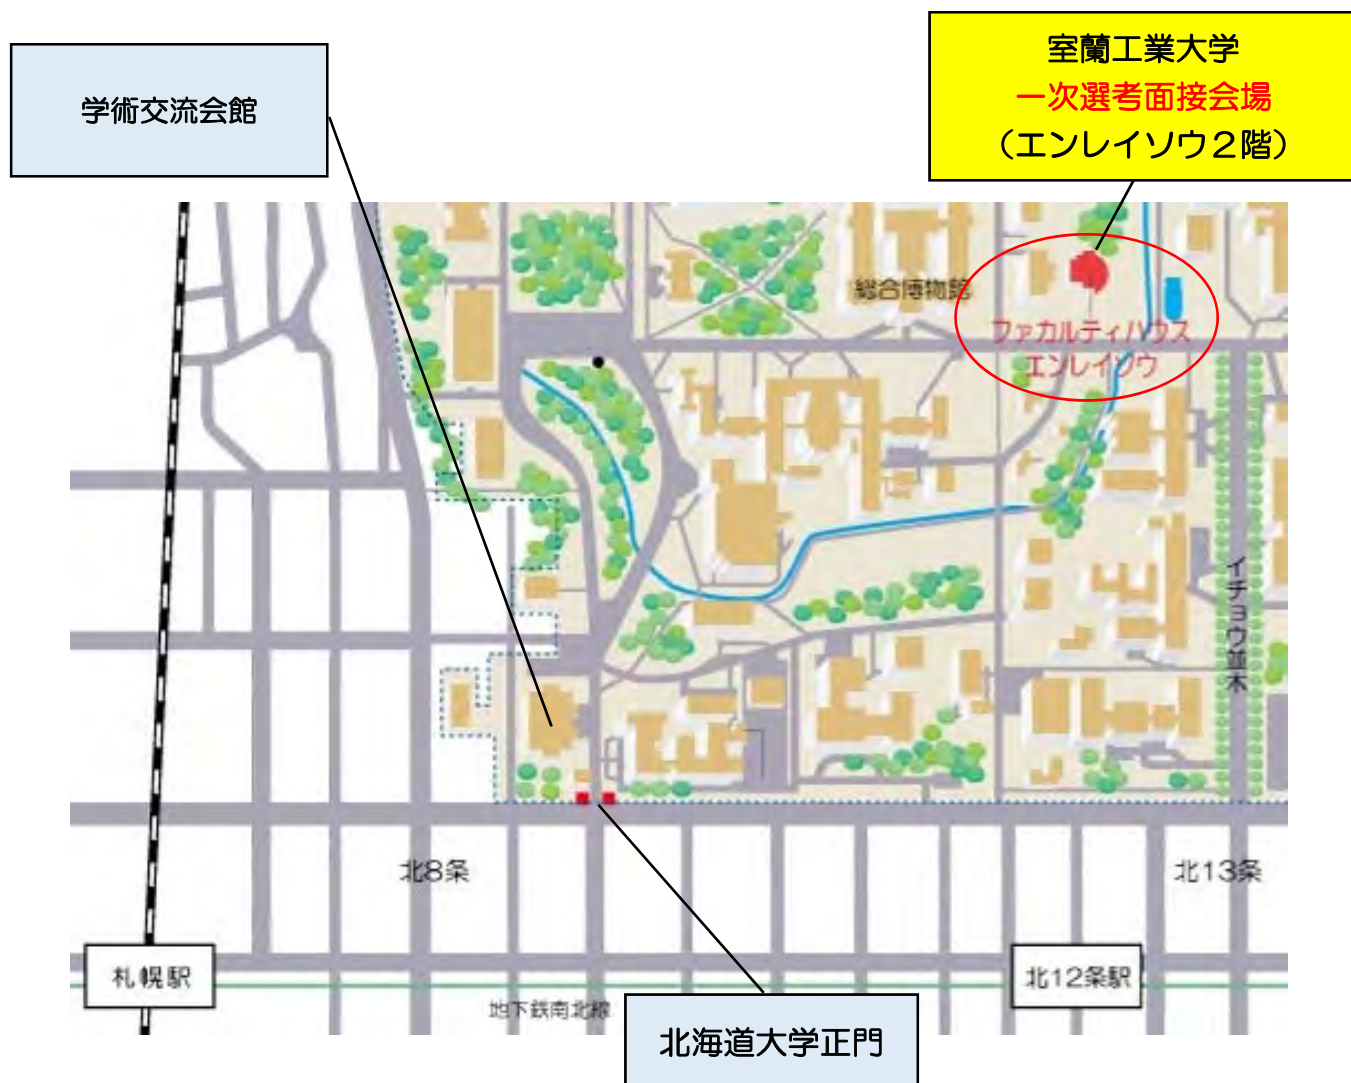 室蘭工業大学
一次選考面接会場
（エンレイソウ２階）
学術交流会館
総合博物館
ファカルティハウス
エンレイソウ
イチョウ並木
北8条
北13条
札幌駅
北12条駅
地下鉄南北線
北海道大学正門